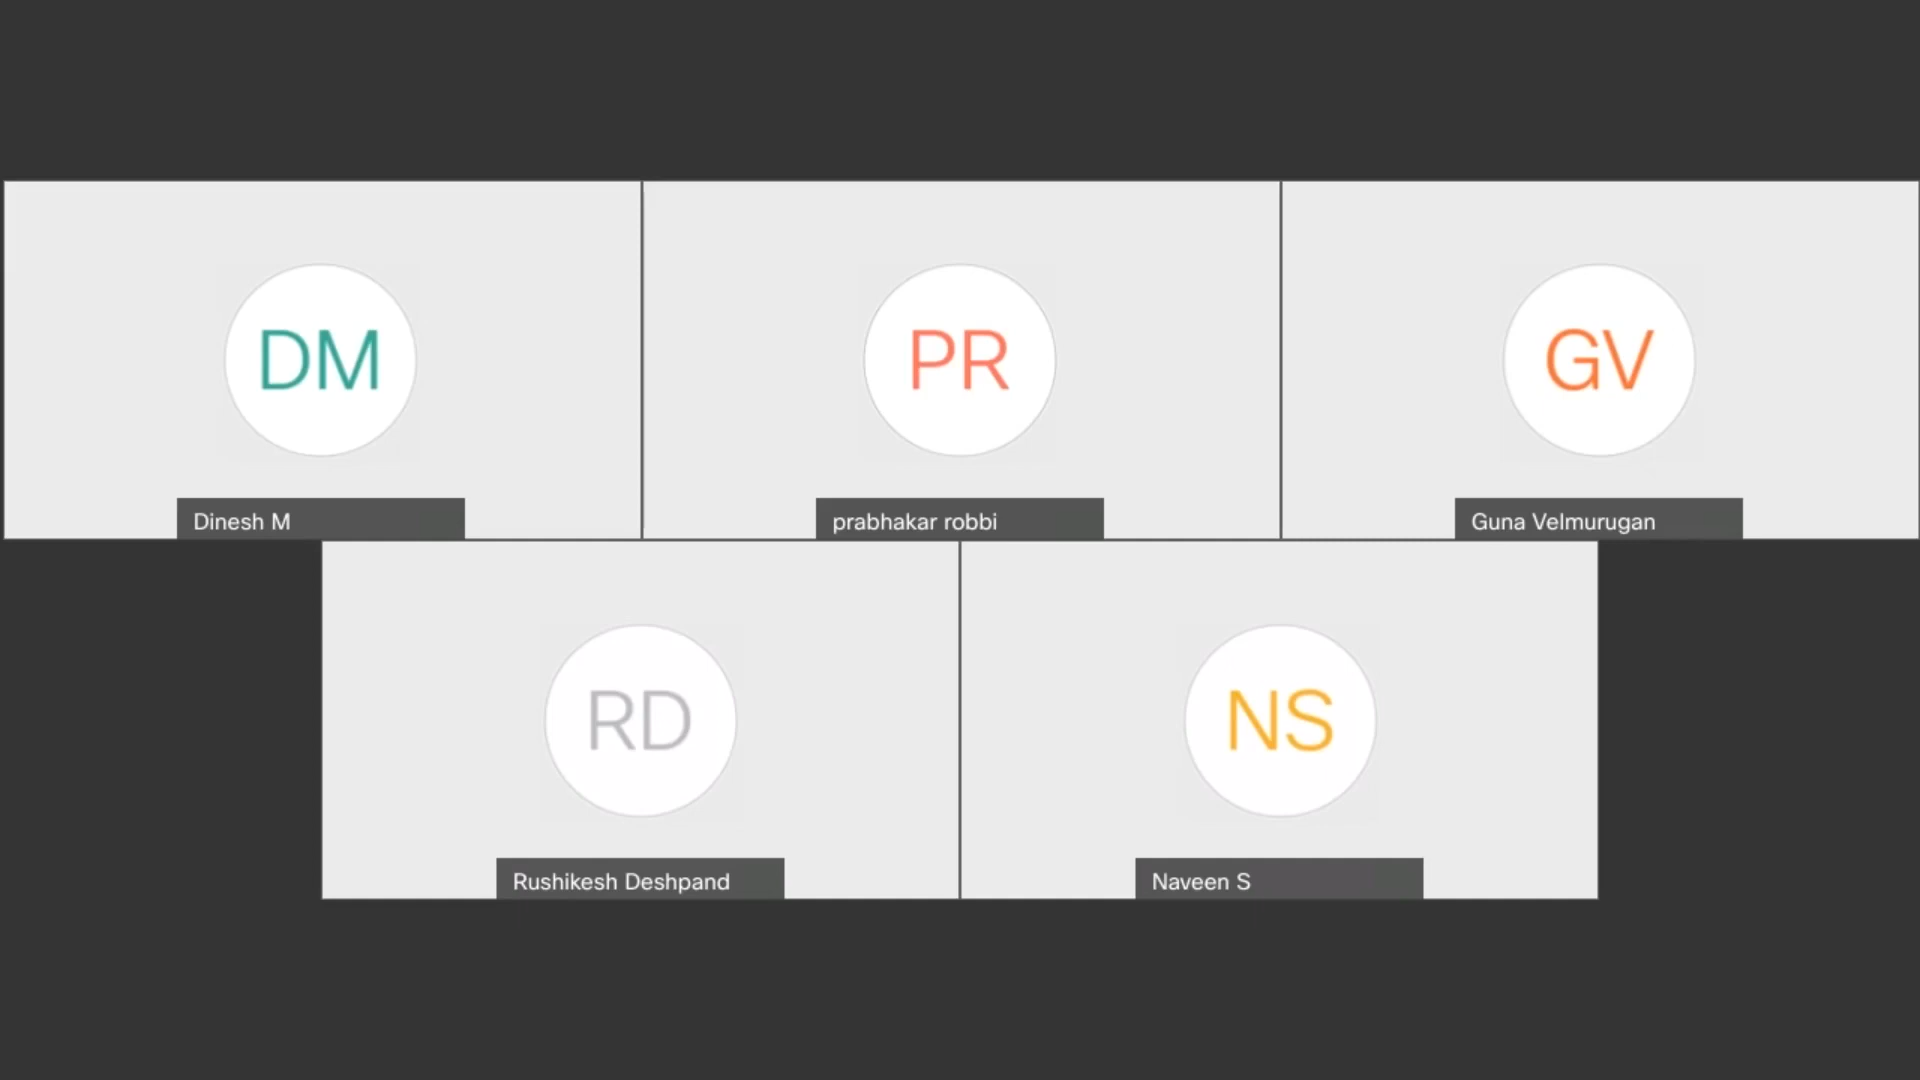 DM
PR
GV
Dinesh M
prabhakar robbi
Guna Velmurugan
RD
NS
Rushikesh Deshpand
Naveen S